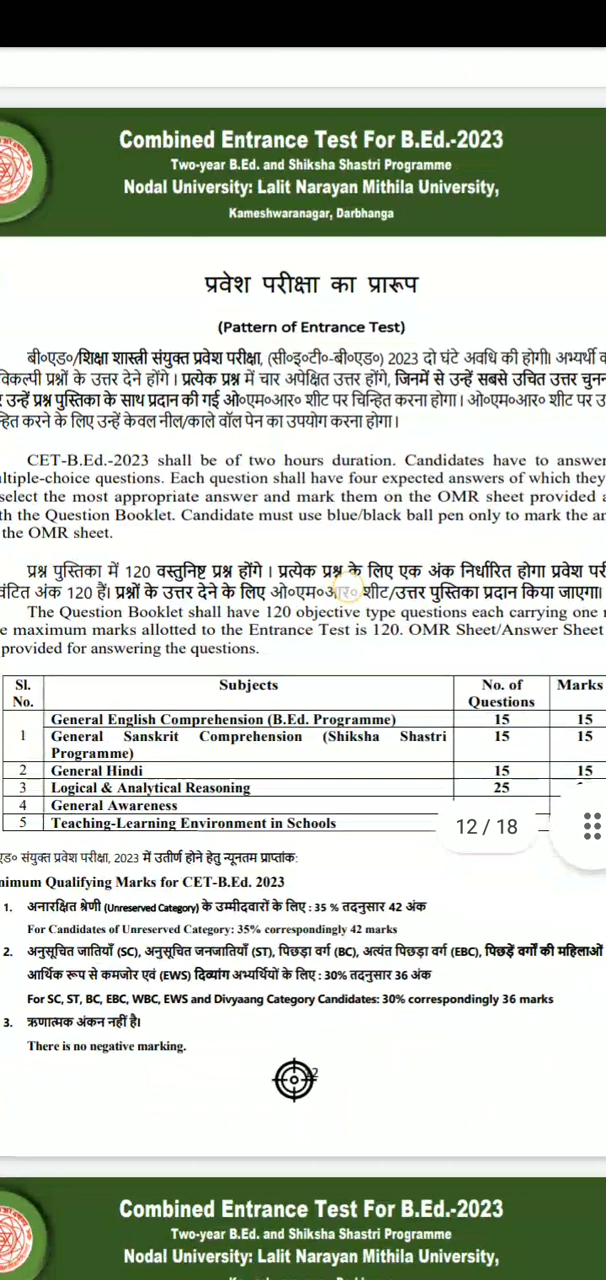 Combined Entrance Test For B.Ed.-2023
Two-year B.Ed. and Shiksha Shastri Programme
Nodal University: Lalit Narayan Mithila University,
Kameshwaranagar, Darbhanga
प्रवेश परीक्षा का प्रारूप
(Pattern of Entrance Test)
बी०एड०/शिक्षा शास्त्री संयुक्त प्रवेश परीक्षा, (सी०इ०टी०-बी०एड०) 2023 दो घंटे अवधि की होगी। अभ्यर्थी
विकल्पी प्रश्नों के उत्तर देने होंगे। प्रत्येक प्रश्न में चार अपेक्षित उत्तर होंगे, जिनमें से उन्हें सबसे उचित उत्तर
उन्हें प्रश्न पुस्तिका के साथ प्रदान की गई ओ०एम०आर० शीट पर चिन्हित करना होगा। ओ०एम०आर० शीट पर
करने के लिए उन्हें केवल नील/काले वॉल पेन का उपयोग करना होगा।
CET-B.Ed.-2023 shall be of two hours duration. Candidates have to answer
ltiple-choice questions. Each question shall have four expected answers of which they
select the most appropriate answer and mark them on the OMR sheet provided
th the Question Booklet. Candidate must use blue/black ball pen only to mark the
the OMR sheet.
प्रश्न पुस्तिका में 120 वस्तुनिष्ट प्रश्न होंगे। प्रत्येक प्रश्न के लिए एक अंक निर्धारित होगा प्रवेश
अंक 120 हैं। प्रश्नों के उत्तर देने के लिए ओ०एम०आर० शीट/उत्तर पुस्तिका प्रदान किया जाएगा।
The Question Booklet shall have 120 objective type questions each carrying one
e maximum marks allotted to the Entrance Test is 120. OMR Sheet/Answer Sheet
provided for answering the questions.
Sl. No. Subjects No. of Questions Marks
1 General English Comprehension (B.Ed. Programme) 15 15
General Sanskrit Comprehension (Shiksha Shastri Programme) 15 15
2 General Hindi 15 15
3 Logical & Analytical Reasoning 25
4 General Awareness
5 Teaching-Learning Environment in Schools
12 / 18
एड० संयुक्त प्रवेश परीक्षा, 2023 में उतीर्ण होने हेतु न्यूनतम प्राप्तांक:
nimum Qualifying Marks for CET-B.Ed. 2023
1. अनारक्षित श्रेणी (Unreserved Category) के उम्मीदवारों के लिए : 35 % तदनुसार 42 अंक
For Candidates of Unreserved Category: 35% correspondingly 42 marks
2. अनुसूचित जातियाँ (SC), अनुसूचित जनजातियाँ (ST), पिछड़ा वर्ग (BC), अत्यंत पिछड़ा वर्ग (EBC), पिछड़ें वर्गों की महिलाओं
आर्थिक रूप से कमजोर एवं (EWS) दिव्यांग अभ्यर्थियों के लिए : 30% तदनुसार 36 अंक
For SC, ST, BC, EBC, WBC, EWS and Divyaang Category Candidates: 30% correspondingly 36 marks
3. ऋणात्मक अंकन नहीं है।
There is no negative marking.
Combined Entrance Test For B.Ed.-2023
Two-year B.Ed. and Shiksha Shastri Programme
Nodal University: Lalit Narayan Mithila University,